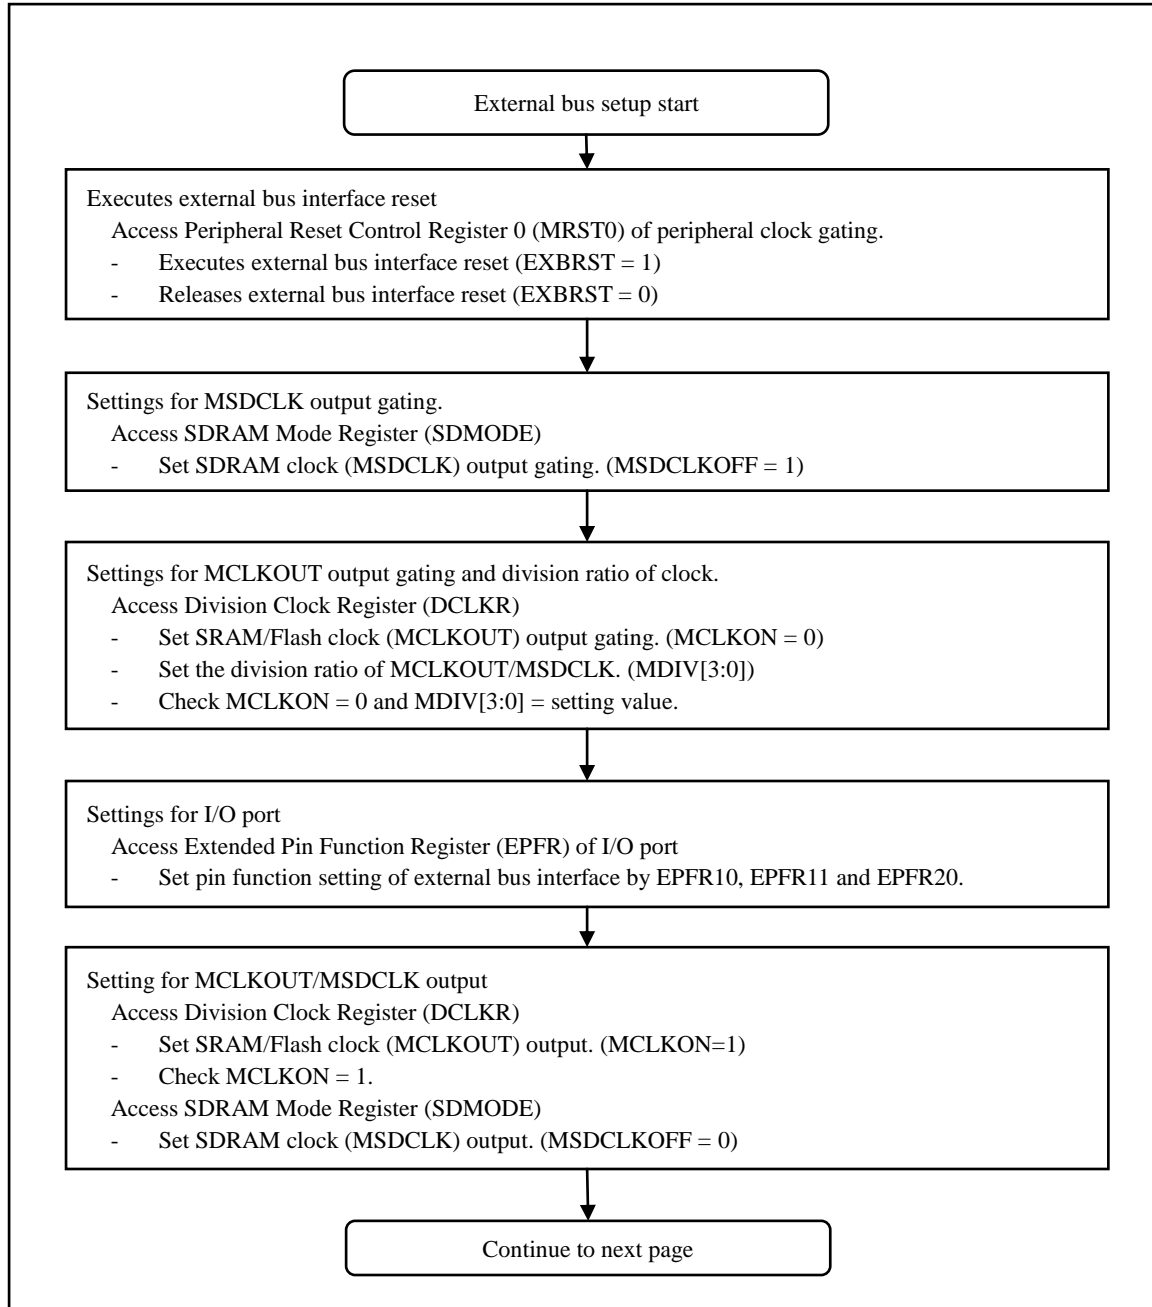 External bus setup start
Executes external bus interface reset
Access Peripheral Reset Control Register 0 (MRST0) of peripheral clock gating.
- Executes external bus interface reset (EXBRST = 1)
- Releases external bus interface reset (EXBRST = 0)
Settings for MSDCLK output gating.
Access SDRAM Mode Register (SDMODE)
- Set SDRAM clock (MSDCLK) output gating. (MSDCLKOFF = 1)
Settings for MCLKOUT output gating and division ratio of clock.
Access Division Clock Register (DCLKR)
- Set SRAM/Flash clock (MCLKOUT) output gating. (MCLKON = 0)
- Set the division ratio of MCLKOUT/MSDCLK. (MDIV[3:0])
- Check MCLKON = 0 and MDIV[3:0] = setting value.
Settings for I/O port
Access Extended Pin Function Register (EPFR) of I/O port
- Set pin function setting of external bus interface by EPFR10, EPFR11 and EPFR20.
Setting for MCLKOUT/MSDCLK output
Access Division Clock Register (DCLKR)
- Set SRAM/Flash clock (MCLKOUT) output. (MCLKON=1)
- Check MCLKON = 1.
Access SDRAM Mode Register (SDMODE)
- Set SDRAM clock (MSDCLK) output. (MSDCLKOFF = 0)
Continue to next page